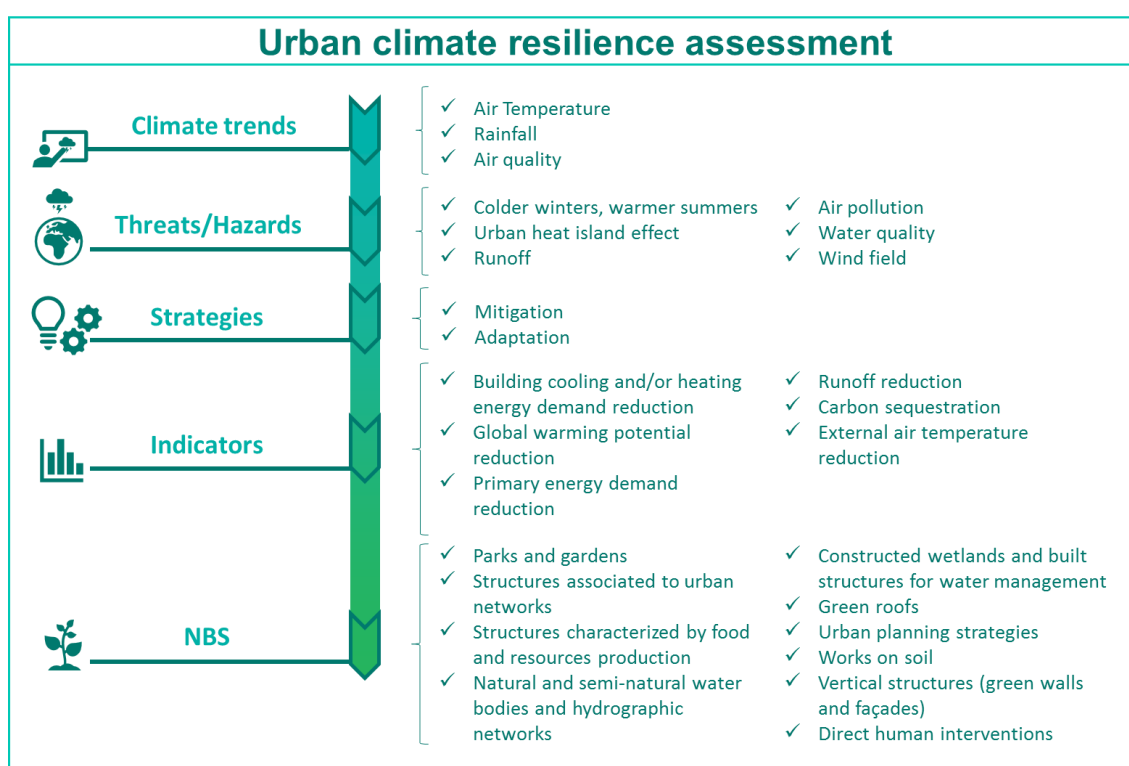 Urban climate resilience assessment
Climate trends
Air Temperature
Rainfall
Air quality
Threats/Hazards
Colder winters, warmer summers
Urban heat island effect
Runoff
Air pollution
Water quality
Wind field
Strategies
Mitigation
Adaptation
Indicators
Building cooling and/or heating
energy demand reduction
Global warming potential
reduction
Primary energy demand
reduction
Runoff reduction
Carbon sequestration
External air temperature
reduction
NBS
Parks and gardens
Structures associated to urban
networks
Structures characterized by food
and resources production
Natural and semi-natural water
bodies and hydrographic
networks
Constructed wetlands and built
structures for water management
Green roofs
Urban planning strategies
Works on soil
Vertical structures (green walls
and façades)
Direct human interventions